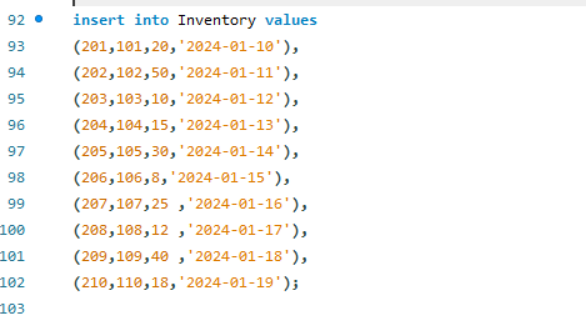 92 insert into Inventory values
93 (201,101,20,'2024-01-10'),
94 (202,102,50,'2024-01-11'),
95 (203,103,10,'2024-01-12'),
96 (204,104,15,'2024-01-13'),
97 (205,105,30,'2024-01-14'),
98 (206,106,8,'2024-01-15'),
99 (207,107,25 ,'2024-01-16'),
100 (208,108,12 ,'2024-01-17'),
101 (209,109,40 ,'2024-01-18'),
102 (210,110,18,'2024-01-19');
103